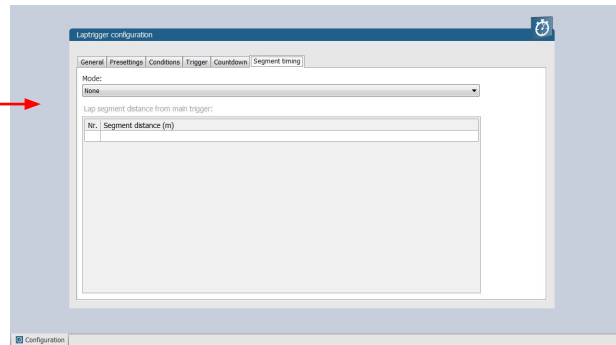 Laptrigger configuration
General Presettings Conditions Trigger Countdown Segment timing
Mode:
None
Lap segment distance from main trigger:
Nr. Segment distance (m)
Configuration